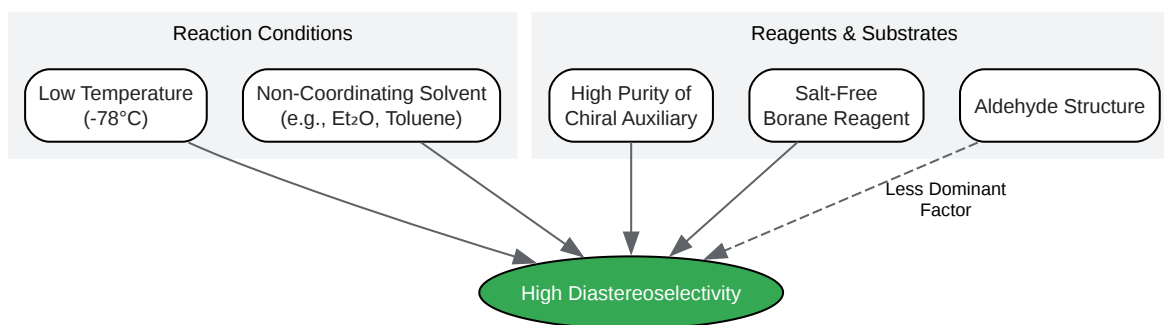 Reaction Conditions
Reagents & Substrates
Low Temperature
(-78°C)
Non-Coordinating Solvent
(e.g., Et₂O, Toluene)
High Purity of
Chiral Auxiliary
Salt-Free
Borane Reagent
Aldehyde Structure
Less Dominant
Factor
High Diastereoselectivity